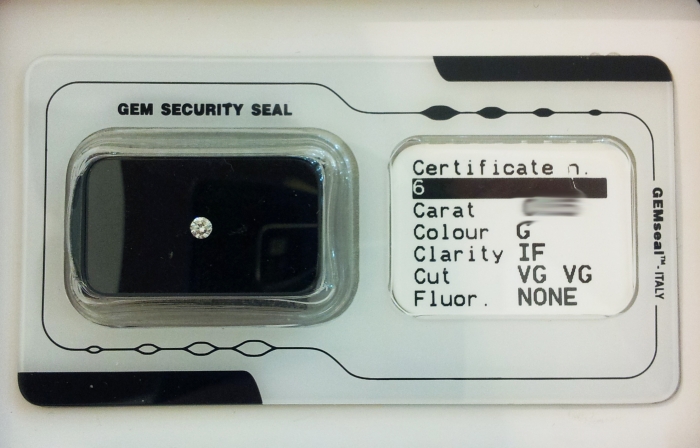 GEM SECURITY SEAL
Certificate n.
6
Carat
Colour G
Clarity IF
Cut VG VG
Fluor. NONE
GEMseal™-ITALY